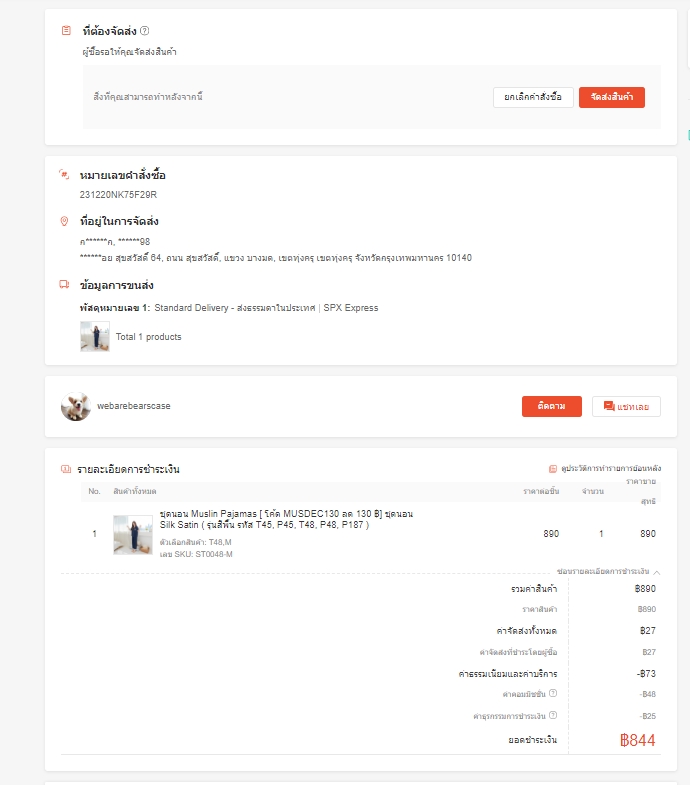 ที่ต้องจัดส่ง
ผู้ซื้อรอให้คุณจัดส่งสินค้า
สิ่งที่คุณสามารถทำหลังจากนี้
ยกเลิกคำสั่งซื้อ
จัดส่งสินค้า
หมายเลขคำสั่งซื้อ
231220NK75F29R
ที่อยู่ในการจัดส่ง
ก******ก, ******98
******อย สุขสวัสดิ์ 64, ถนน สุขสวัสดิ์, แขวง บางมด, เขตทุ่งครุ เขตทุ่งครุ จังหวัดกรุงเทพมหานคร 10140
ข้อมูลการขนส่ง
พัสดุหมายเลข 1: Standard Delivery - ส่งธรรมดาในประเทศ | SPX Express
Total 1 products
webarebearscase
ติดตาม
แชทเลย
รายละเอียดการชำระเงิน
ดูประวัติการทำรายการย้อนหลัง
No. สินค้าทั้งหมด ราคาต่อชิ้น จำนวน ราคาขายสุทธิ
1 ชุดนอน Muslin Pajamas [ โค้ด MUSDEC130 ลด 130 ฿] ชุดนอน
Silk Satin ( รุ่นสีพื้น รหัส T45, P45, T48, P48, P187 ) 890 1 890
ตัวเลือกสินค้า: T48,M
เลข SKU: ST0048-M
ซ่อนรายละเอียดการชำระเงิน
รวมค่าสินค้า ฿890
ราคาสินค้า ฿890
ค่าจัดส่งทั้งหมด ฿27
ค่าจัดส่งที่ชำระโดยผู้ซื้อ ฿27
ค่าธรรมเนียมและค่าบริการ -฿73
ค่าคอมมิชชั่น -฿48
ค่าธุรกรรมการชำระเงิน -฿25
ยอดชำระเงิน ฿844